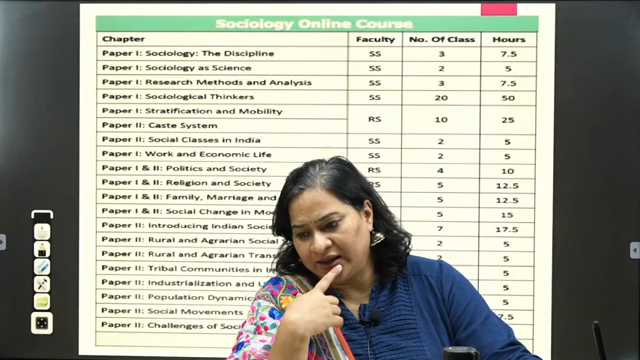 Sociology Online Course
Chapter Faculty No. Of Class Hours
Paper I: Sociology: The Discipline SS 3 7.5
Paper I: Sociology as Science SS 2 5
Paper I: Research Methods and Analysis SS 3 7.5
Paper I: Sociological Thinkers SS 20 50
Paper I: Stratification and Mobility
Paper II: Caste System RS 10 25
Paper II: Social Classes in India SS 2 5
Paper I: Work and Economic Life SS 2 5
Paper I & II: Politics and Society RS 4 10
Paper I & II: Religion and Society RS 5 12.5
Paper I & II: Family, Marriage and 5 12.5
Paper I & II: Social Change in 5 15
Paper II: Introducing Indian 7 17.5
Paper II: Rural and Agrarian Social 2 5
Paper II: Rural and Agrarian 2 5
Paper II: Tribal Communities in 5
Paper II: Industrialization and 5
Paper II: Population 5
Paper II: Social Movements 7.5
Paper II: Challenges of